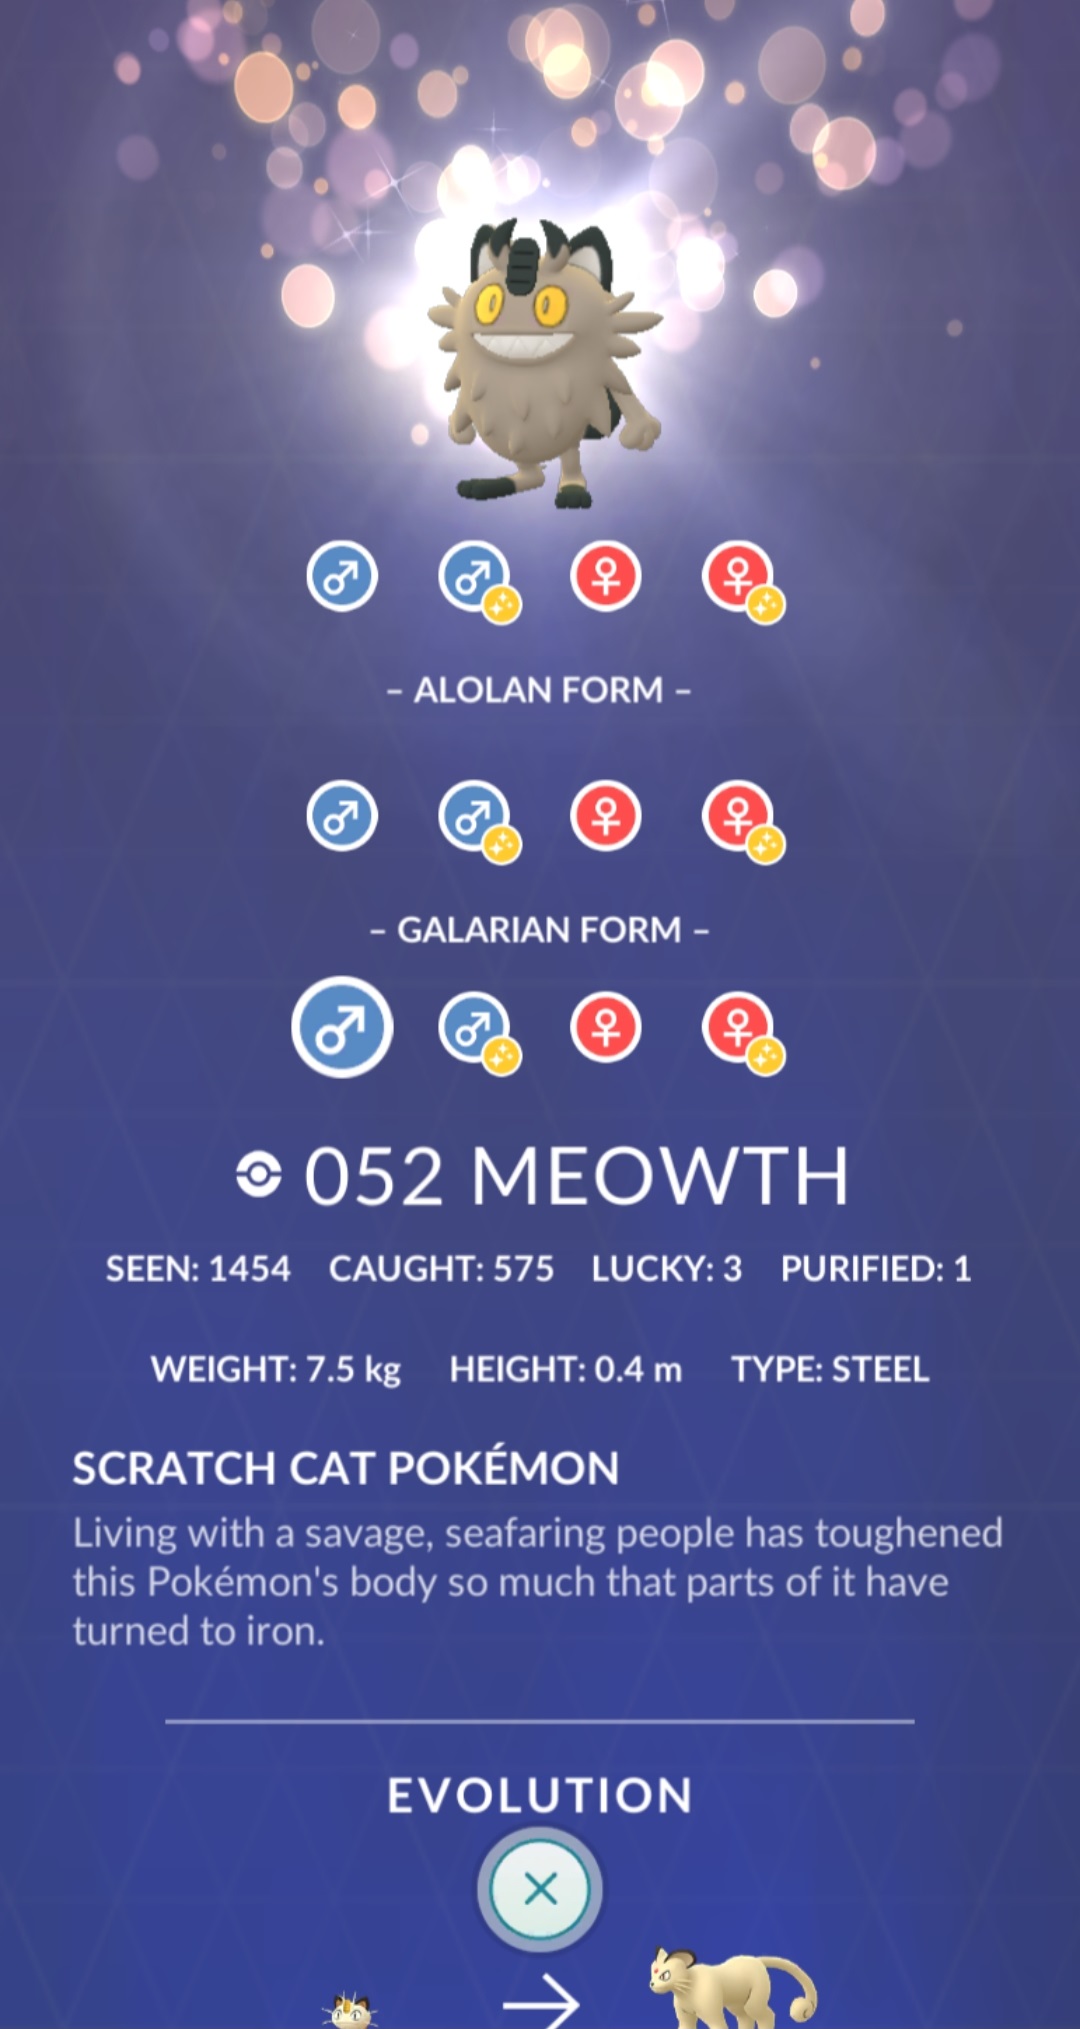 – ALOLAN FORM –
– GALARIAN FORM –
052 MEOWTH
SEEN: 1454 CAUGHT: 575 LUCKY: 3 PURIFIED: 1
WEIGHT: 7.5 kg HEIGHT: 0.4 m TYPE: STEEL
SCRATCH CAT POKÉMON
Living with a savage, seafaring people has toughened
this Pokémon's body so much that parts of it have
turned to iron.
EVOLUTION